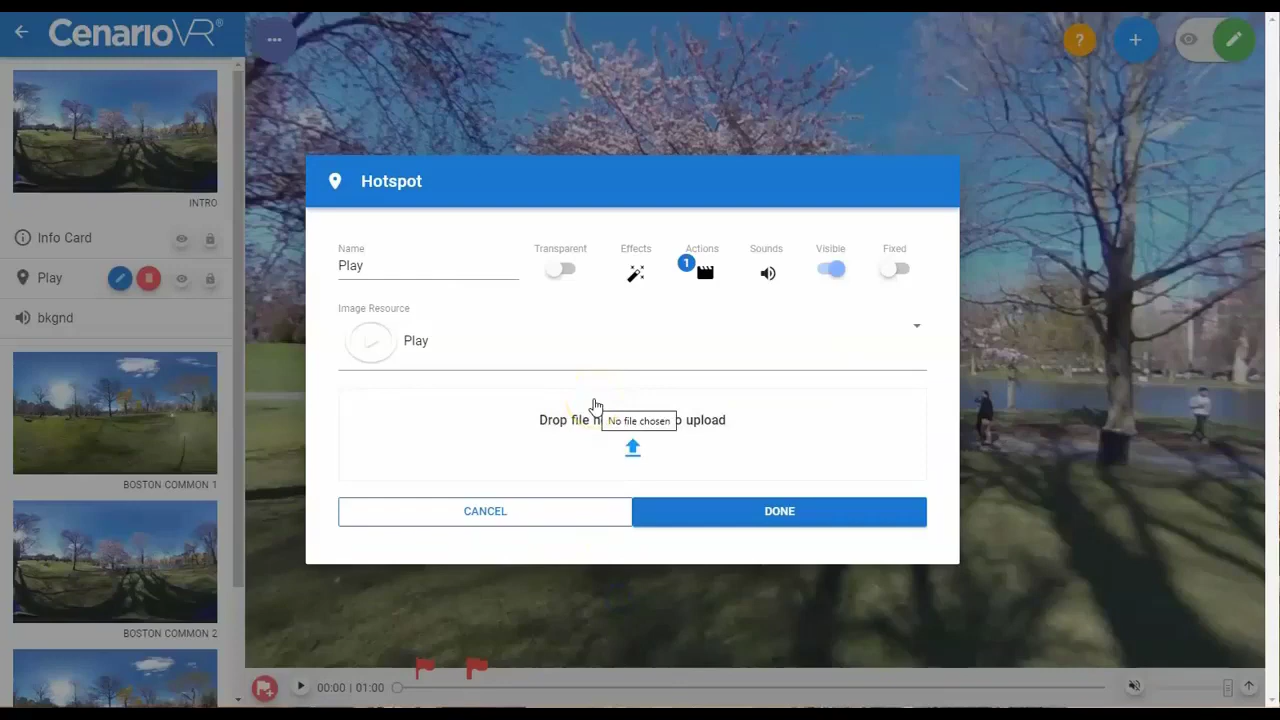 CenarioVR®
INTRO
Info Card
Play
bkgnd
BOSTON COMMON 1
BOSTON COMMON 2
?
Hotspot
Name
Play
Transparent
Effects
Actions
1
Sounds
Visible
Fixed
Image Resource
Play
Drop file h
No file chosen
o upload
CANCEL
DONE
00:00 | 01:00